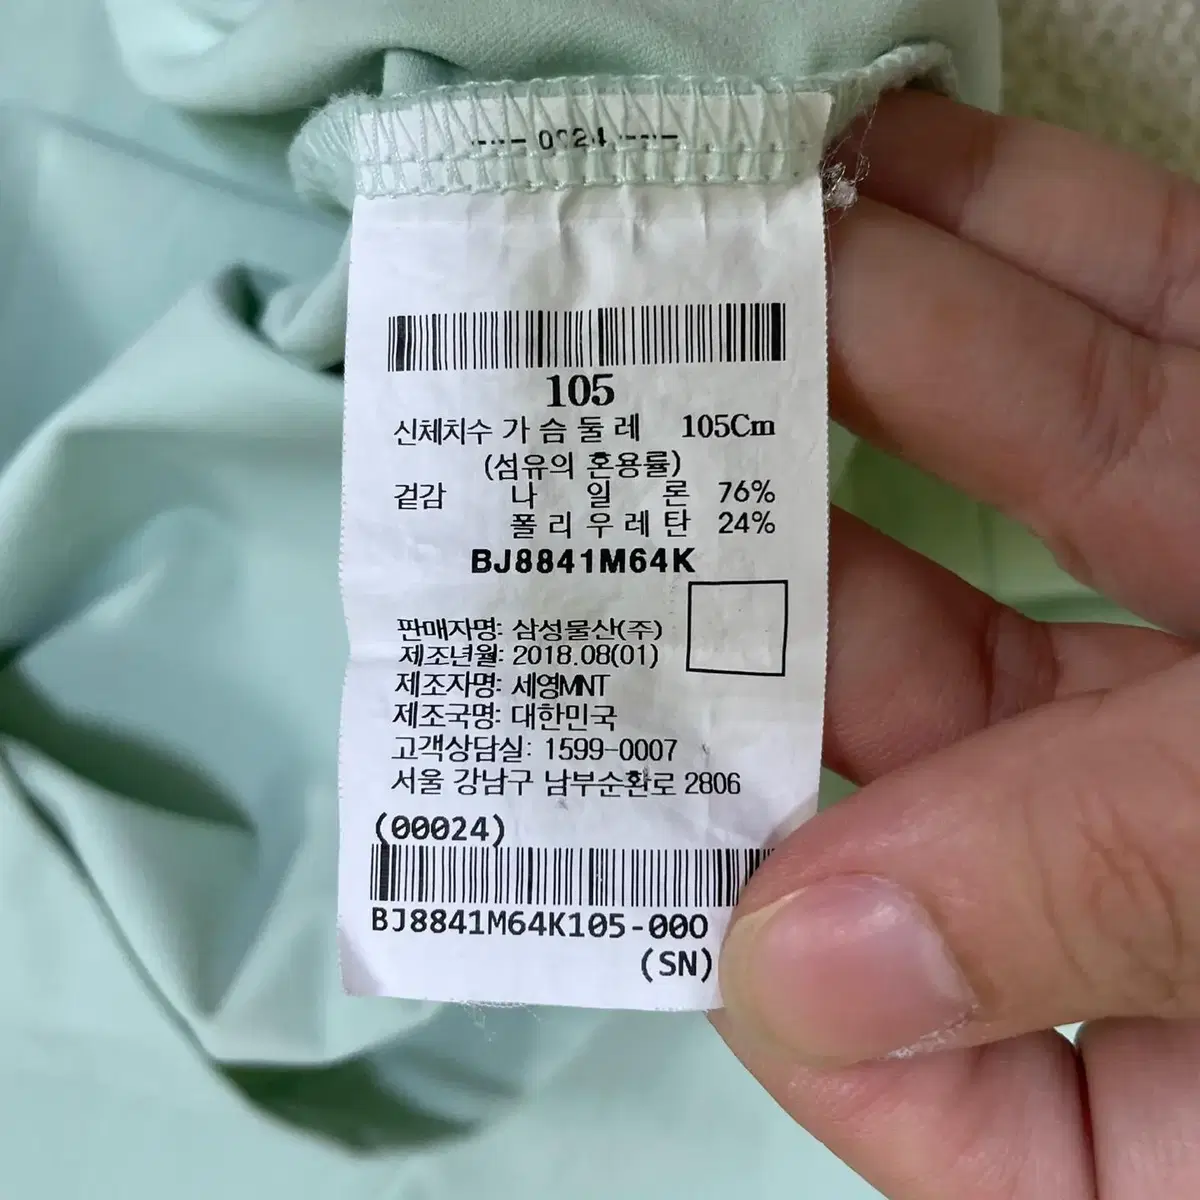 0024
105
신체치수 가 슴 둘 레 105Cm
(섬유의 혼용률)
겉감 나 일 론 76%
폴 리 우 레 탄 24%
BJ8841M64K
판매자명: 삼성물산(주)
제조년월: 2018.08(01)
제조자명: 세영MNT
제조국명: 대한민국
고객상담실: 1599-0007
서울 강남구 남부순환로 2806
(00024)
BJ8841M64K105-00O
(SN)